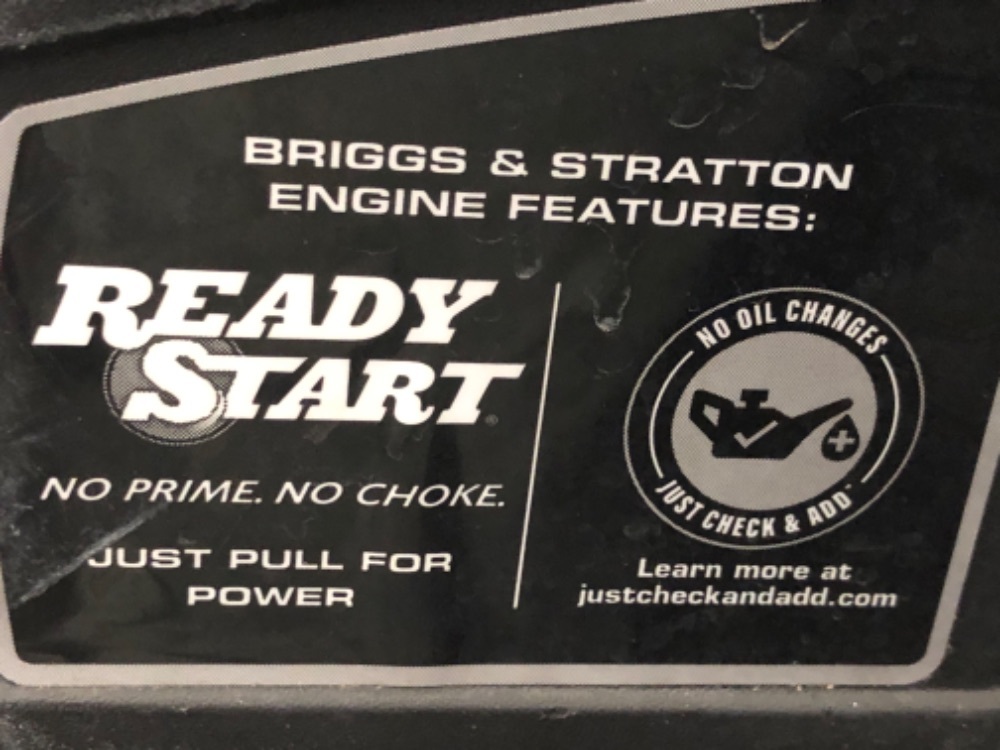 BRIGGS & STRATTON
ENGINE FEATURES:
READY
START
NO PRIME. NO CHOKE.
JUST PULL FOR
POWER
NO OIL CHANGES
JUST CHECK & ADD™
Learn more at
justcheckandadd.com